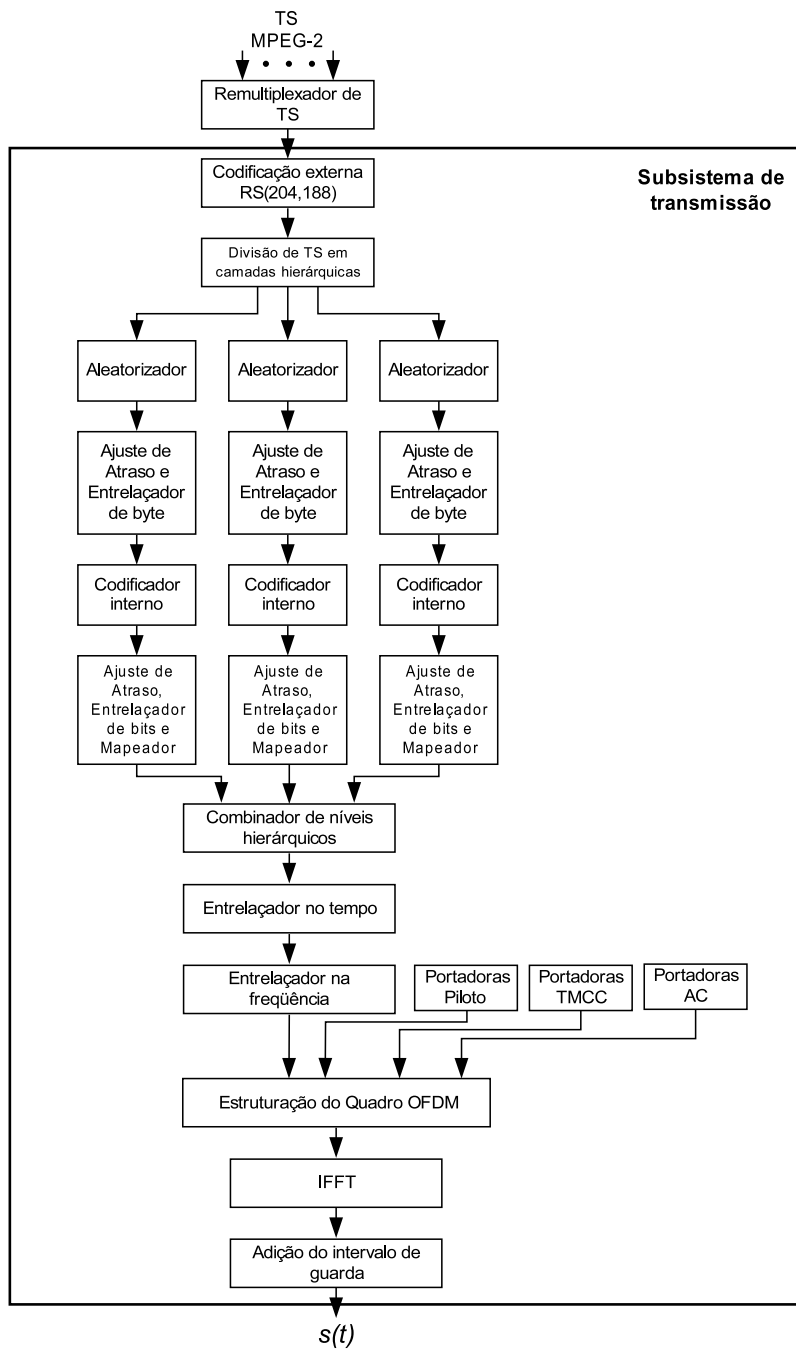 TS
MPEG-2
• • •
Remultiplexador de
TS
Codificação externa
RS(204,188)
Subsistema de
transmissão
Divisão de TS em
camadas hierárquicas
Aleatorizador
Aleatorizador
Aleatorizador
Ajuste de
Atraso e
Entrelaçador
de byte
Ajuste de
Atraso e
Entrelaçador
de byte
Ajuste de
Atraso e
Entrelaçador
de byte
Codificador
interno
Codificador
interno
Codificador
interno
Ajuste de
Atraso,
Entrelaçador
de bits e
Mapeador
Ajuste de
Atraso,
Entrelaçador
de bits e
Mapeador
Ajuste de
Atraso,
Entrelaçador
de bits e
Mapeador
Combinador de níveis
hierárquicos
Entrelaçador no tempo
Entrelaçador na
freqüência
Portadoras
Piloto
Portadoras
TMCC
Portadoras
AC
Estruturação do Quadro OFDM
IFFT
Adição do intervalo de
guarda
s(t)